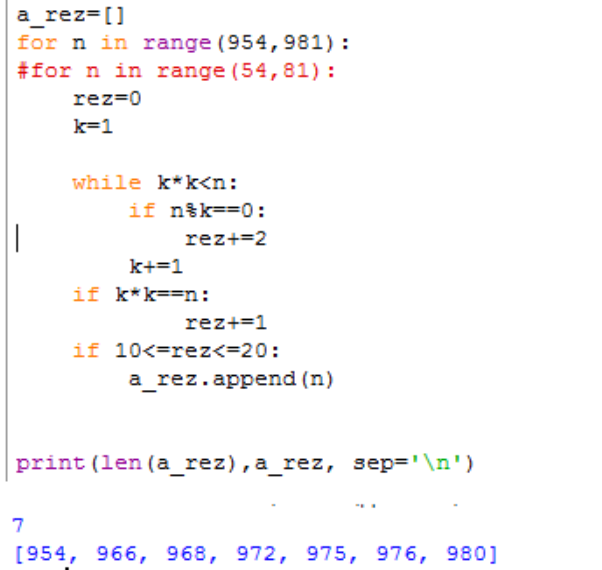 a_rez=[]
for n in range(954,981):
#for n in range(54,81):
    rez=0
    k=1
    while k*k<n:
        if n%k==0:
            rez+=2
        k+=1
    if k*k==n:
            rez+=1
    if 10<=rez<=20:
        a_rez.append(n)
print(len(a_rez),a_rez, sep='\n')
7
[954, 966, 968, 972, 975, 976, 980]